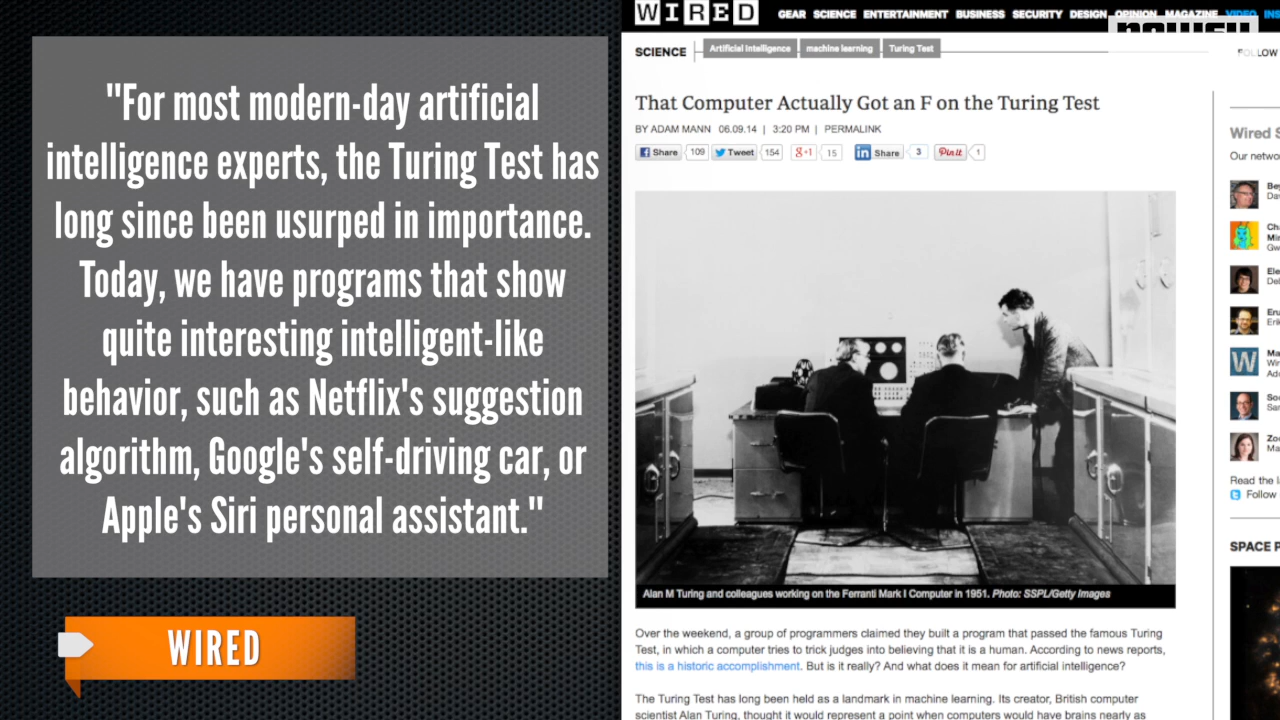 "For most modern-day artificial
intelligence experts, the Turing Test has
long since been usurped in importance.
Today, we have programs that show
quite interesting intelligent-like
behavior, such as Netflix's suggestion
algorithm, Google's self-driving car, or
Apple's Siri personal assistant."
WIRED
WIRED
GEAR SCIENCE ENTERTAINMENT BUSINESS SECURITY DESIGN OPINION MAGAZINE VIDEO
SCIENCE Artificial Intelligence machine learning Turing Test
That Computer Actually Got an F on the Turing Test
BY ADAM MANN 06.09.14 | 3:20 PM | PERMALINK
Share 109 Tweet 154 g+1 15 in Share 3 Pin it 1
Alan M Turing and colleagues working on the Ferranti Mark I Computer in 1951. Photo: SSPL/Getty Images
Over the weekend, a group of programmers claimed they built a program that passed the famous Turing
Test, in which a computer tries to trick judges into believing that it is a human. According to news reports,
this is a historic accomplishment. But is it really? And what does it mean for artificial intelligence?
The Turing Test has long been held as a landmark in machine learning. Its creator, British computer
scientist Alan Turing, thought it would represent a point when computers would have brains nearly as
Wired S
Our netwo
Read the
Follow
SPACE P